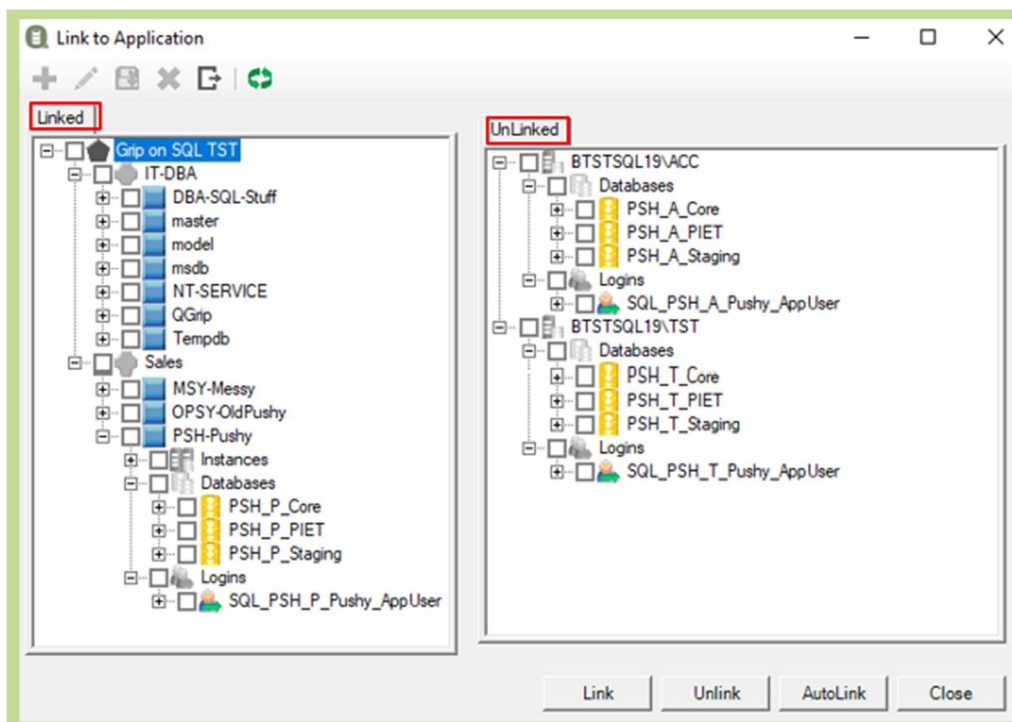 Link to Application
Linked
Grip on SQL TST
IT-DBA
DBA-SQL-Stuff
master
model
msdb
NT-SERVICE
QGrip
Tempdb
Sales
MSY-Messy
OPSY-OldPushy
PSH-Pushy
Instances
Databases
PSH_P_Core
PSH_P_PIET
PSH_P_Staging
Logins
SQL_PSH_P_Pushy_AppUser
UnLinked
BTSTSQL19\ACC
Databases
PSH_A_Core
PSH_A_PIET
PSH_A_Staging
Logins
SQL_PSH_A_Pushy_AppUser
BTSTSQL19\TST
Databases
PSH_T_Core
PSH_T_PIET
PSH_T_Staging
Logins
SQL_PSH_T_Pushy_AppUser
Link Unlink AutoLink Close